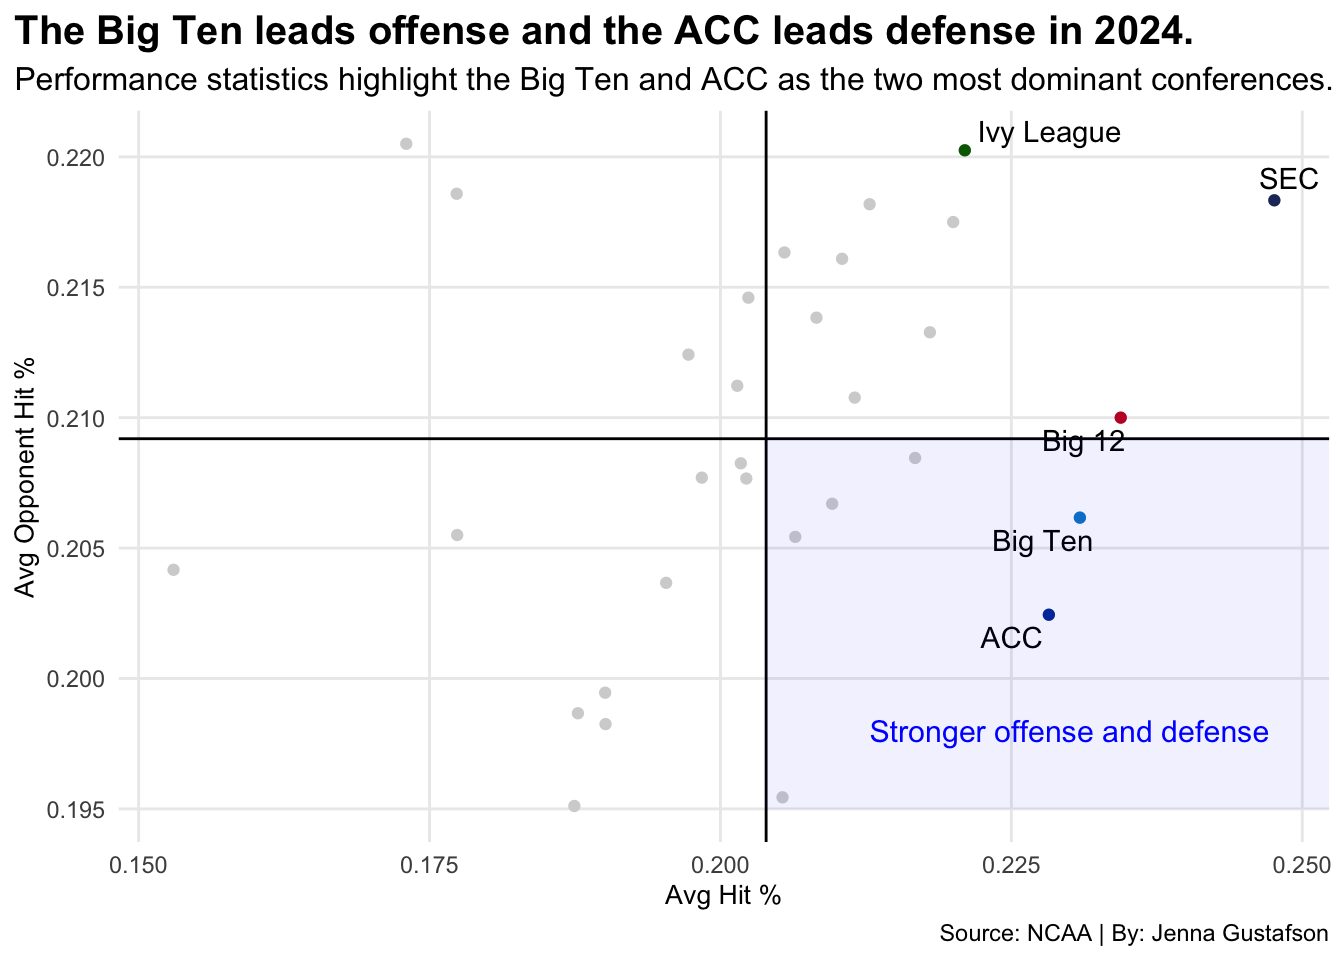 The Big Ten leads offense and the ACC leads defense in 2024.
Performance statistics highlight the Big Ten and ACC as the two most dominant conferences.
Ivy League
SEC
Big 12
Big Ten
ACC
Stronger offense and defense
Avg Opponent Hit %
0.220
0.215
0.210
0.205
0.200
0.195
0.150
0.175
0.200
0.225
0.250
Avg Hit %
Source: NCAA | By: Jenna Gustafson